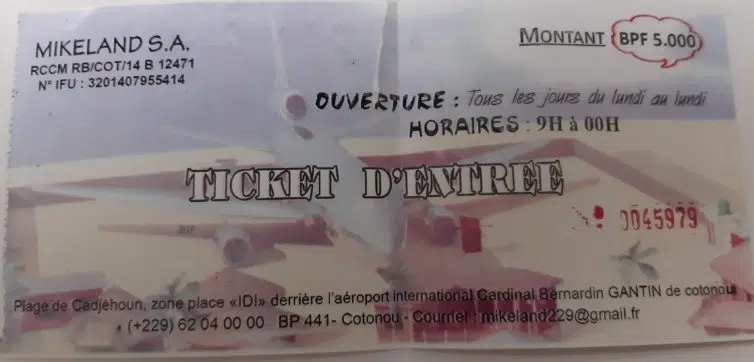 MIKELAND S.A.
RCCM RB/COT/14 B 12471
N° IFU : 3201407955414
MONTANT BPF 5.000
OUVERTURE : Tous les jours du lundi au lundi
HORAIRES : 9H à 00H
TICKET D'ENTREE
0045979
Plage de Cadjèhoun, zone place «IDI» derrière l'aéroport international Cardinal Bernardin GANTIN de cotonou
(+229) 62 04 00 00 BP 441- Cotonou - Courriel : mikeland229@gmail.fr